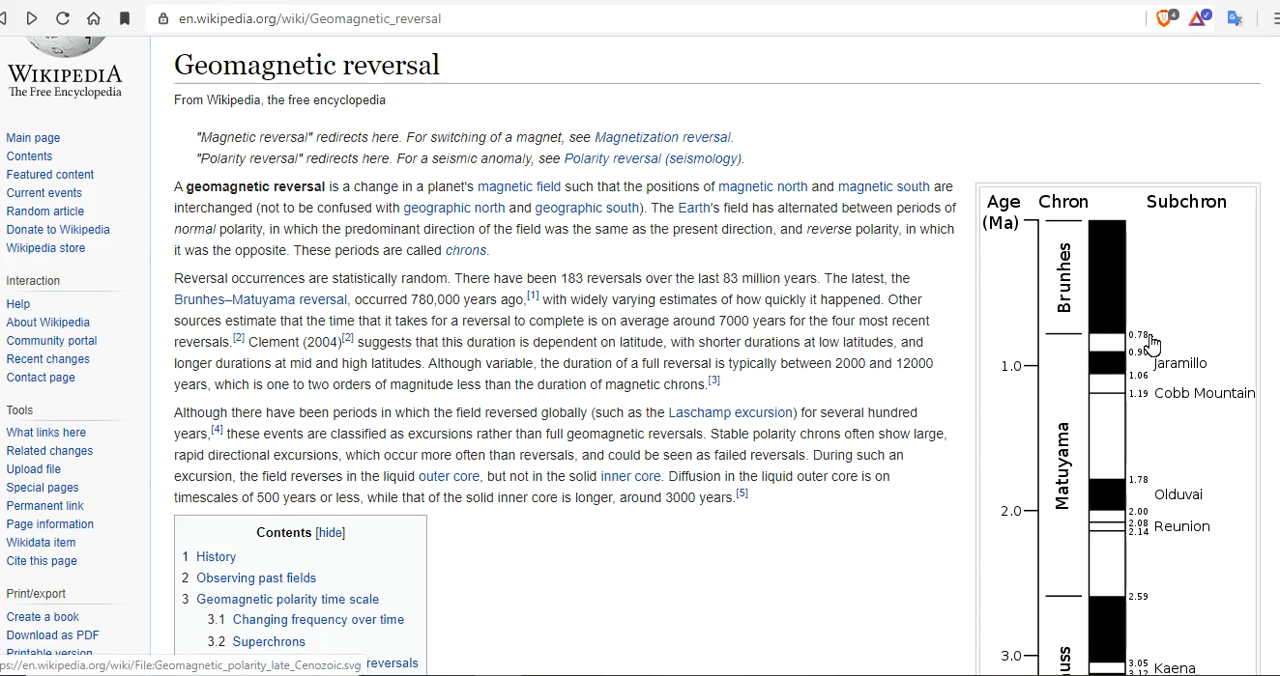 en.wikipedia.org/wiki/Geomagnetic_reversal
4
WIKIPEDIA
The Free Encyclopedia
Main page
Contents
Featured content
Current events
Random article
Donate to Wikipedia
Wikipedia store
Interaction
Help
About Wikipedia
Community portal
Recent changes
Contact page
Tools
What links here
Related changes
Upload file
Special pages
Permanent link
Page information
Wikidata item
Cite this page
Print/export
Create a book
Download as PDF
Printable version
Geomagnetic reversal
From Wikipedia, the free encyclopedia
"Magnetic reversal" redirects here. For switching of a magnet, see Magnetization reversal.
"Polarity reversal" redirects here. For a seismic anomaly, see Polarity reversal (seismology).
A geomagnetic reversal is a change in a planet's magnetic field such that the positions of magnetic north and magnetic south are
interchanged (not to be confused with geographic north and geographic south). The Earth's field has alternated between periods of
normal polarity, in which the predominant direction of the field was the same as the present direction, and reverse polarity, in which
it was the opposite. These periods are called chrons.
Reversal occurrences are statistically random. There have been 183 reversals over the last 83 million years. The latest, the
Brunhes–Matuyama reversal, occurred 780,000 years ago,[1] with widely varying estimates of how quickly it happened. Other
sources estimate that the time that it takes for a reversal to complete is on average around 7000 years for the four most recent
reversals.[2] Clement (2004)[2] suggests that this duration is dependent on latitude, with shorter durations at low latitudes, and
longer durations at mid and high latitudes. Although variable, the duration of a full reversal is typically between 2000 and 12000
years, which is one to two orders of magnitude less than the duration of magnetic chrons.[3]
Although there have been periods in which the field reversed globally (such as the Laschamp excursion) for several hundred
years,[4] these events are classified as excursions rather than full geomagnetic reversals. Stable polarity chrons often show large,
rapid directional excursions, which occur more often than reversals, and could be seen as failed reversals. During such an
excursion, the field reverses in the liquid outer core, but not in the solid inner core. Diffusion in the liquid outer core is on
timescales of 500 years or less, while that of the solid inner core is longer, around 3000 years.[5]
Contents [hide]
1 History
2 Observing past fields
3 Geomagnetic polarity time scale
3.1 Changing frequency over time
3.2 Superchrons
reversals
ps://en.wikipedia.org/wiki/File:Geomagnetic_polarity_late_Cenozoic.svg
Age Chron Subchron
(Ma)
Brunhes
0.78
0.90
1.0
Jaramillo
1.06
1.19 Cobb Mountain
Matuyama
1.78
Olduvai
2.0
2.00
2.08 Reunion
2.14
2.59
uss
3.0
3.05 Kaena
3.12